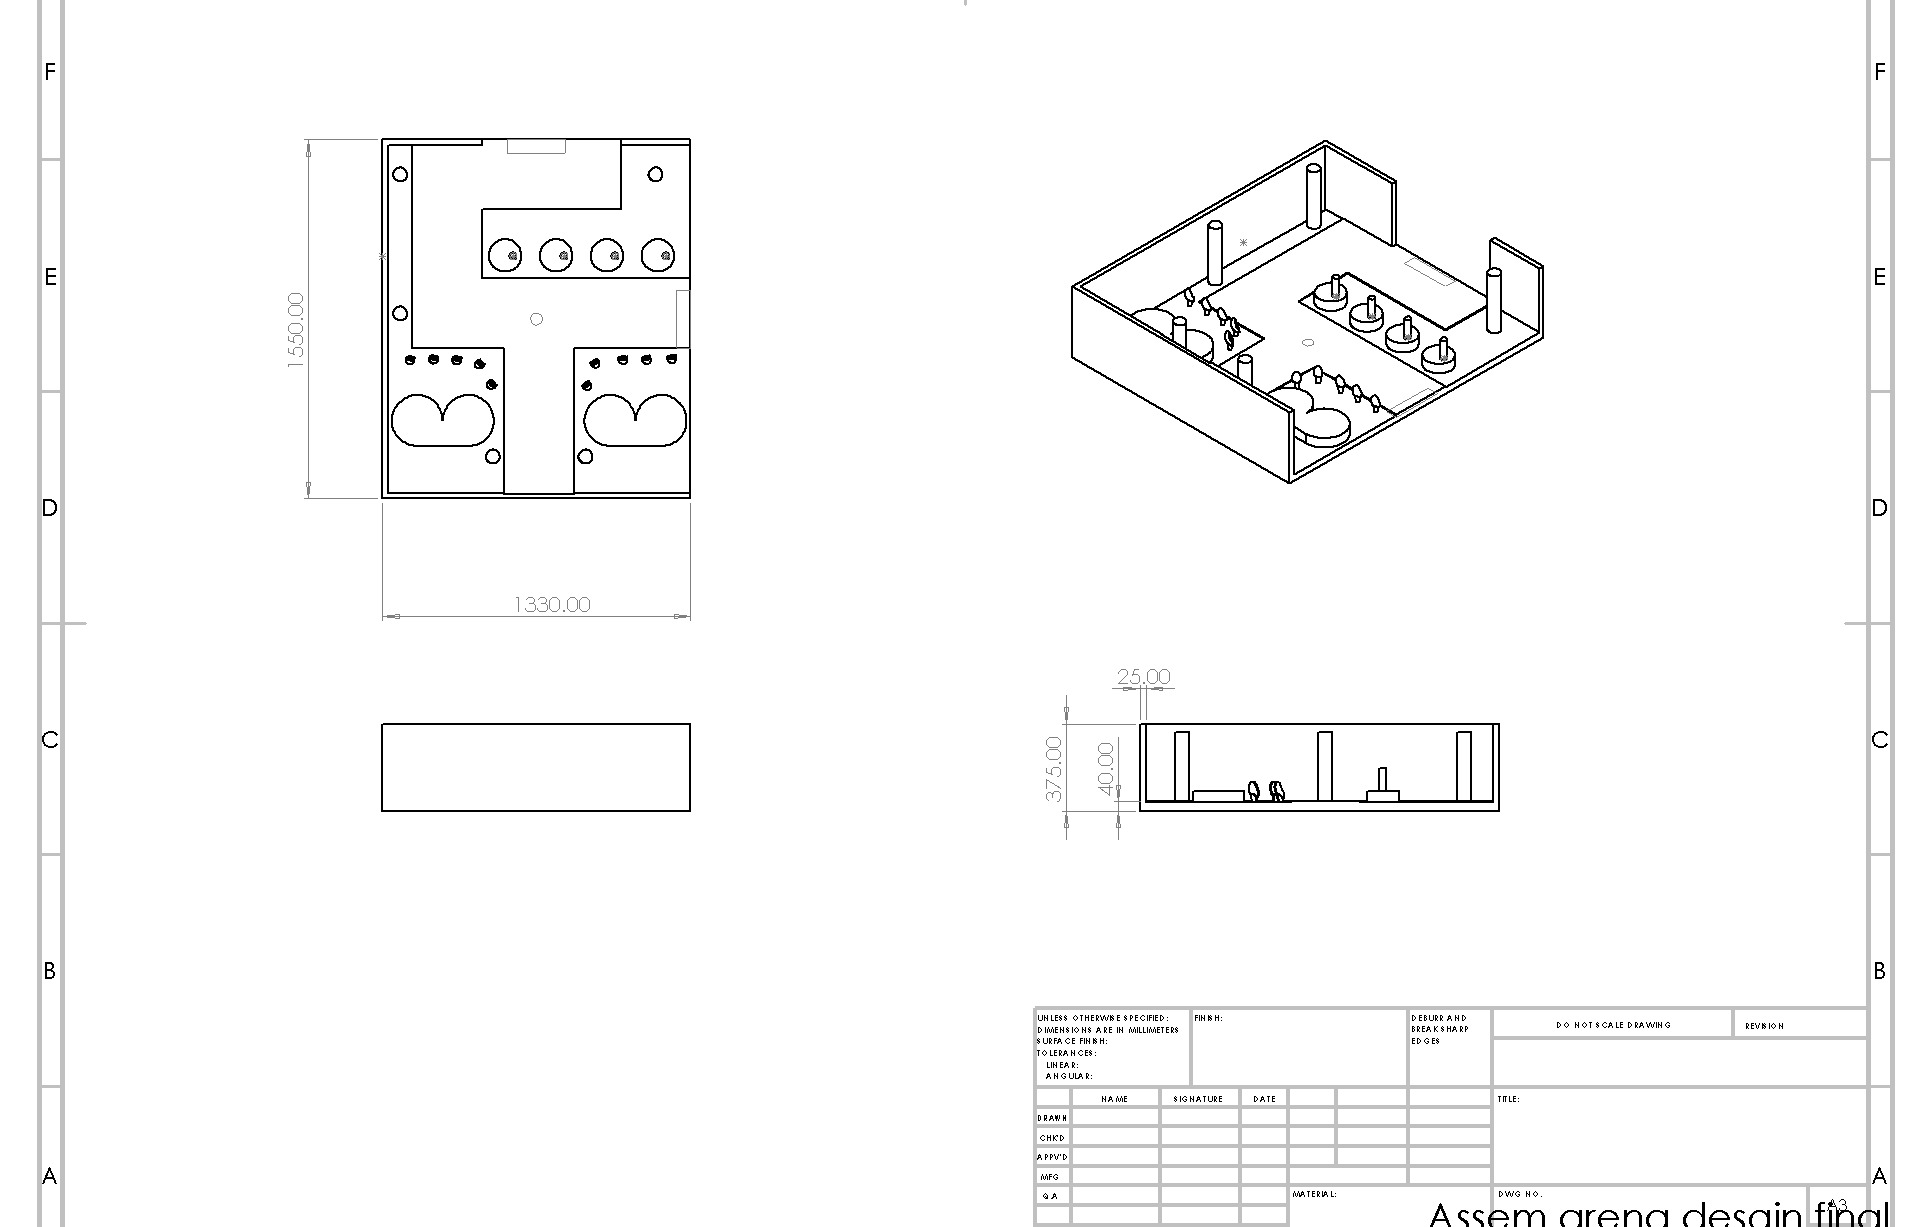 F
F
E
E
1550.00
D
D
1330.00
25.00
C
C
375.00
40.00
B
B
UNLESS OTHERWISE SPECIFIED:
DIMENSIONS ARE IN MILLIMETERS
SURFACE FINISH:
TOLERANCES:
LINEAR:
ANGULAR:
FINISH:
DEBURR AND
BREAK SHARP
EDGES
DO NOT SCALE DRAWING
REVISION
NAME
SIGNATURE
DATE
TITLE:
DRAWN
CHK'D
APPV'D
MFG
Q.A
MATERIAL:
DWG NO.
A
A
A3
Assem arena desain final